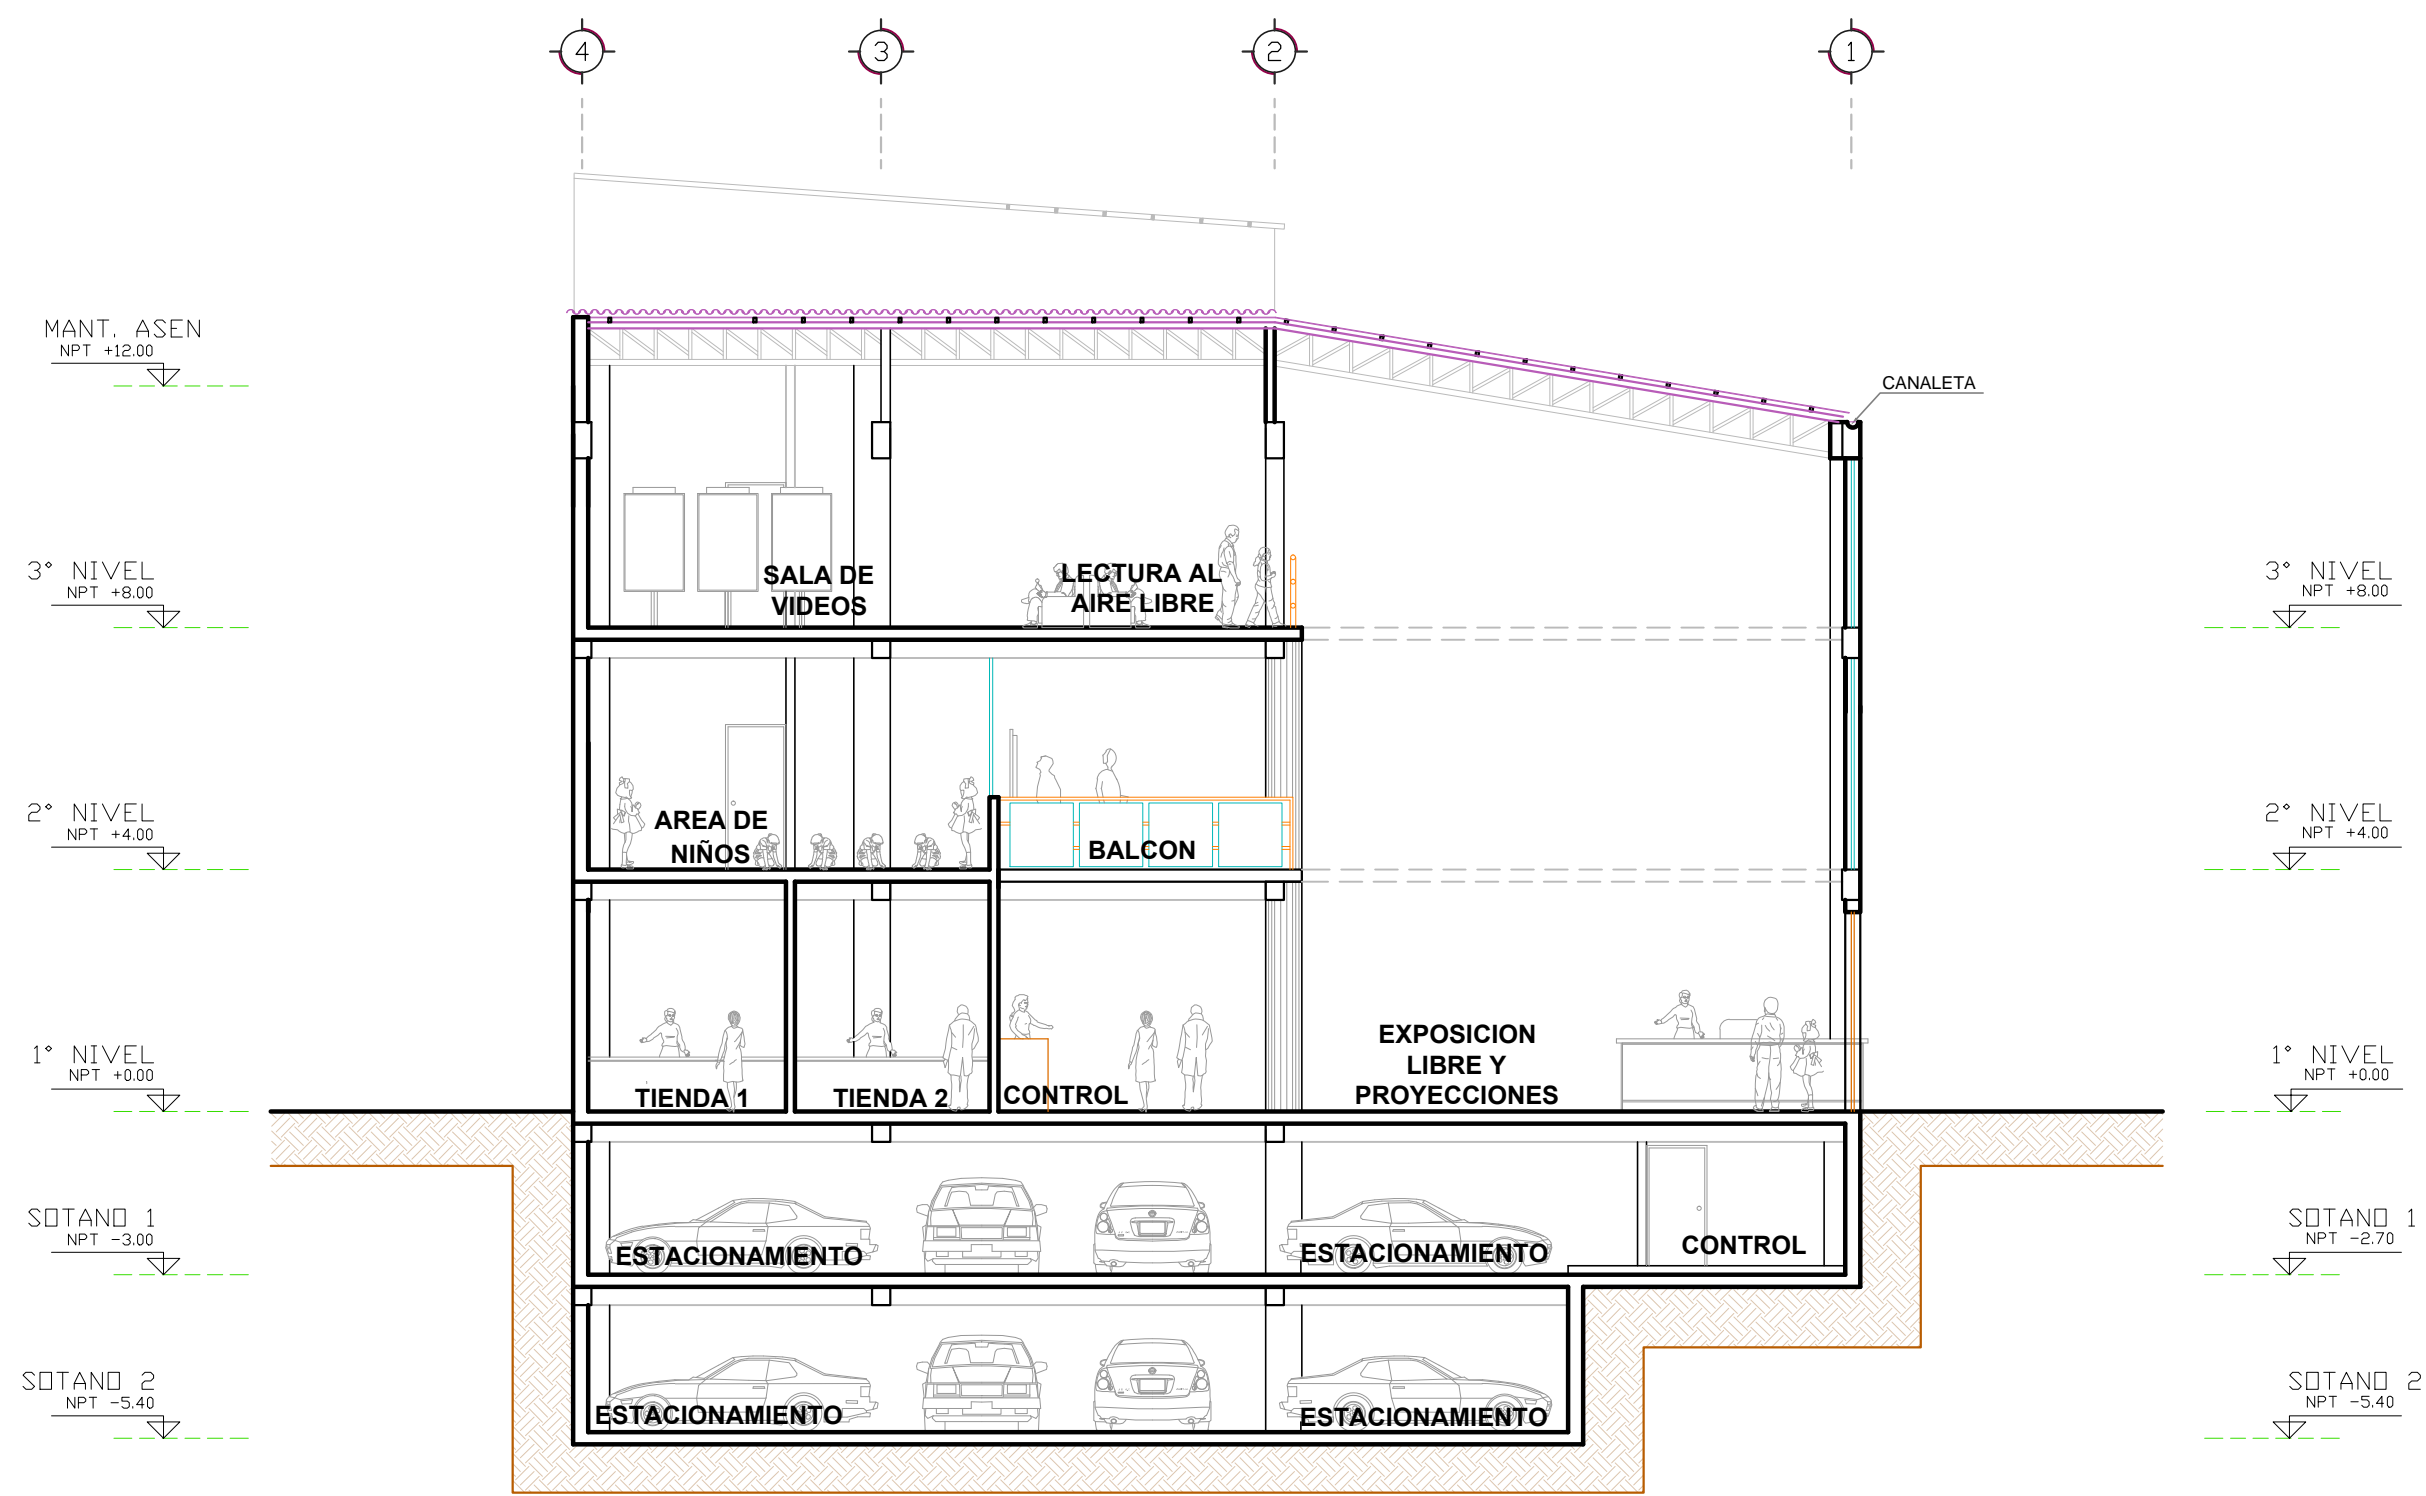 4
3
2
1
MANT. ASEN
NPT +12.00
CANALETA
3° NIVEL
NPT +8.00
SALA DE
VIDEOS
LECTURA AL
AIRE LIBRE
3° NIVEL
NPT +8.00
2° NIVEL
NPT +4.00
AREA DE
NIÑOS
BALCON
2° NIVEL
NPT +4.00
1° NIVEL
NPT +0.00
TIENDA 1
TIENDA 2
CONTROL
EXPOSICION
LIBRE Y
PROYECCIONES
1° NIVEL
NPT +0.00
SOTANO 1
NPT -3.00
ESTACIONAMIENTO
ESTACIONAMIENTO
CONTROL
SOTANO 1
NPT -2.70
SOTANO 2
NPT -5.40
ESTACIONAMIENTO
ESTACIONAMIENTO
SOTANO 2
NPT -5.40